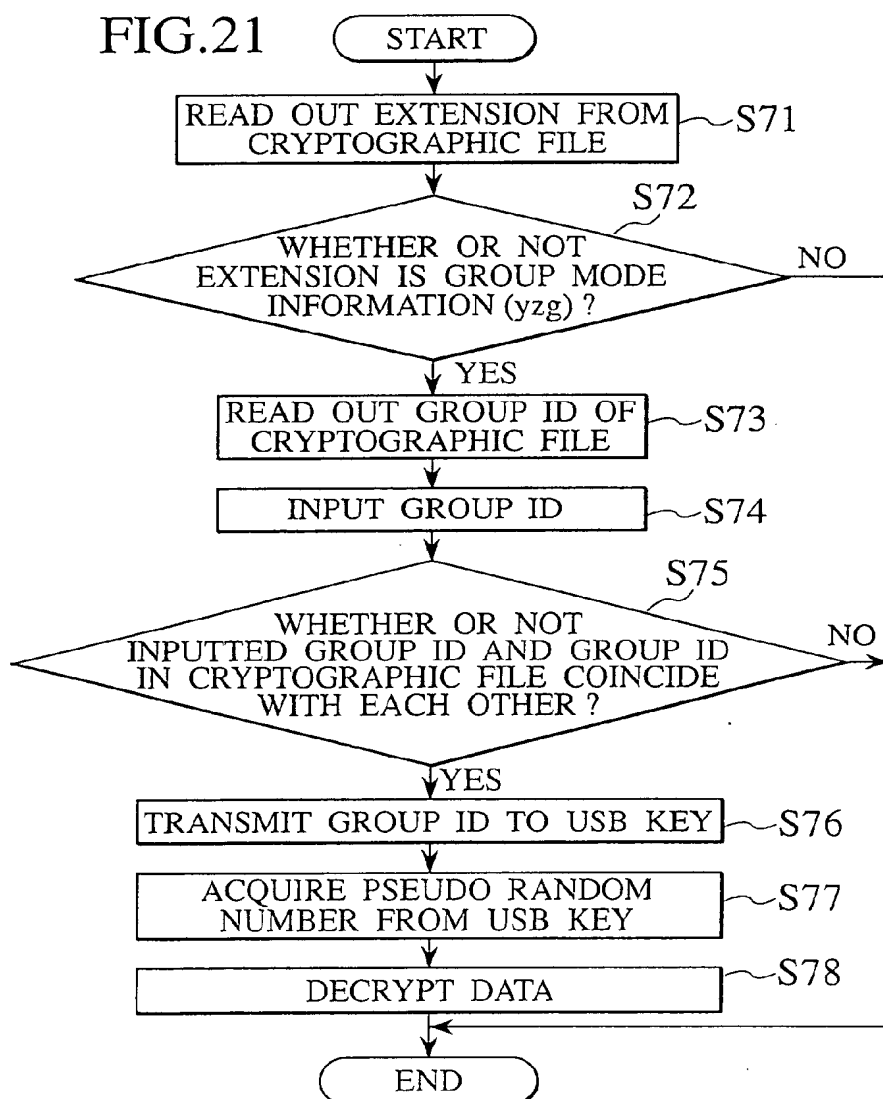 FIG.21
START
READ OUT EXTENSION FROM
CRYPTOGRAPHIC FILE
S71
S72
WHETHER OR NOT
EXTENSION IS GROUP MODE
INFORMATION (yzg) ?
NO
YES
READ OUT GROUP ID OF
CRYPTOGRAPHIC FILE
S73
INPUT GROUP ID
S74
S75
WHETHER OR NOT
INPUTTED GROUP ID AND GROUP ID
IN CRYPTOGRAPHIC FILE COINCIDE
WITH EACH OTHER ?
NO
YES
TRANSMIT GROUP ID TO USB KEY
S76
ACQUIRE PSEUDO RANDOM
NUMBER FROM USB KEY
S77
DECRYPT DATA
S78
END